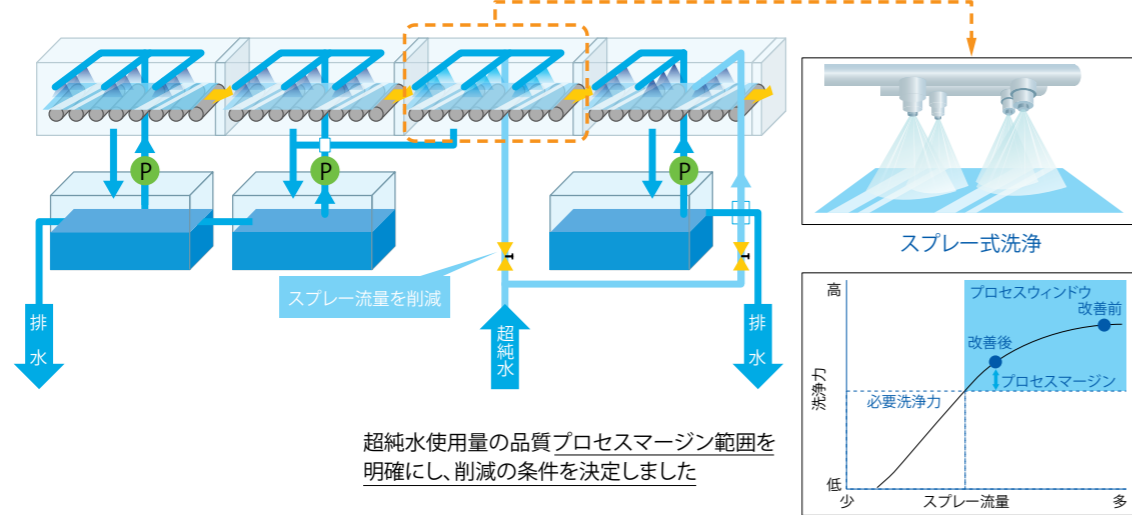 P
P
P
スプレー流量を削減
排水
超純水
排水
超純水使用量の品質プロセスマージン範囲を
明確にし、削減の条件を決定しました
スプレー式洗浄
高
プロセスウィンドウ
改善前
改善後
プロセスマージン
洗浄力
必要洗浄力
低
少
スプレー流量
多